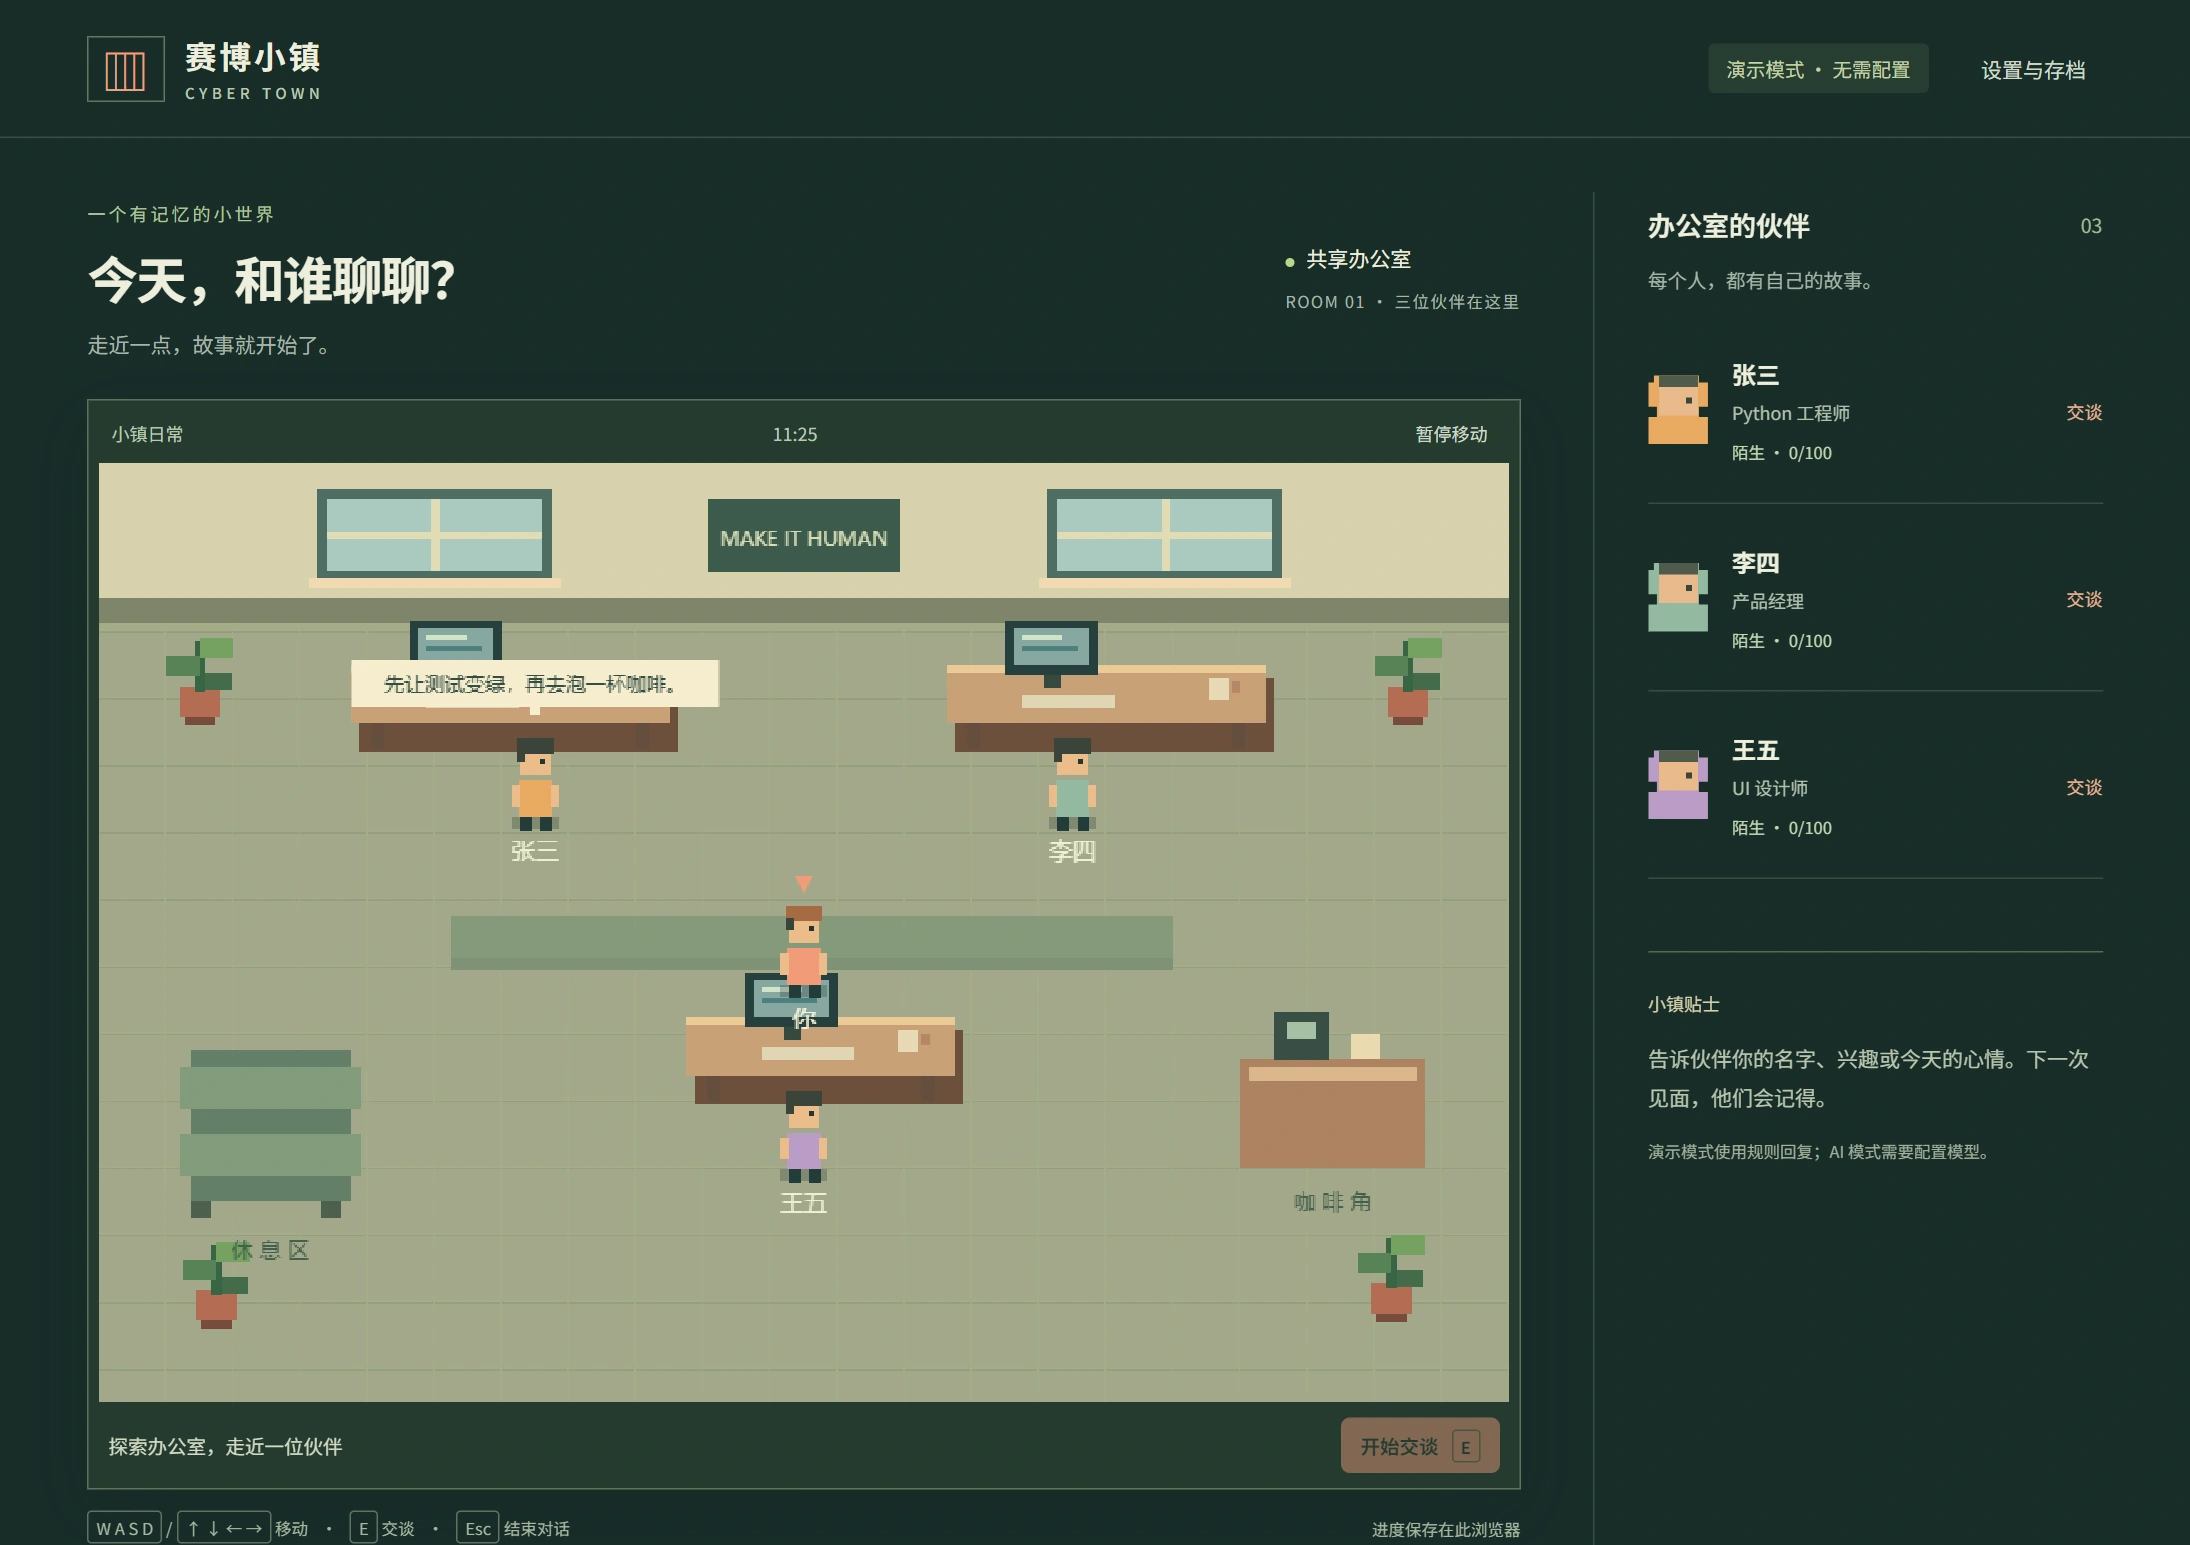 赛博小镇
CYBER TOWN
演示模式 · 无需配置
设置与存档
一个有记忆的小世界
今天，和谁聊聊？
走近一点，故事就开始了。
共享办公室
ROOM 01 · 三位伙伴在这里
小镇日常
11:25
暂停移动
MAKE IT HUMAN
先让测试变绿，再去泡一杯咖啡。
张三
李四
你
王五
咖啡角
休息区
探索办公室，走近一位伙伴
开始交谈 E
WASD / ↑↓←→ 移动 · E 交谈 · Esc 结束对话
进度保存在此浏览器
办公室的伙伴
03
每个人，都有自己的故事。
张三
Python 工程师
交谈
陌生 · 0/100
李四
产品经理
交谈
陌生 · 0/100
王五
UI 设计师
交谈
陌生 · 0/100
小镇贴士
告诉伙伴你的名字、兴趣或今天的心情。下一次
见面，他们会记得。
演示模式使用规则回复；AI 模式需要配置模型。